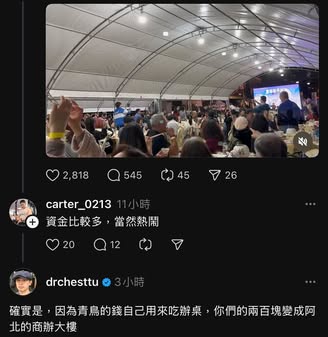 2,818 545 45 26
carter_0213 11小時
資金比較多，當然熱鬧
20 12
drchesttu 3小時
確實是，因為青鳥的錢自己用來吃辦桌，你們的兩百塊變成阿
北的商辦大樓